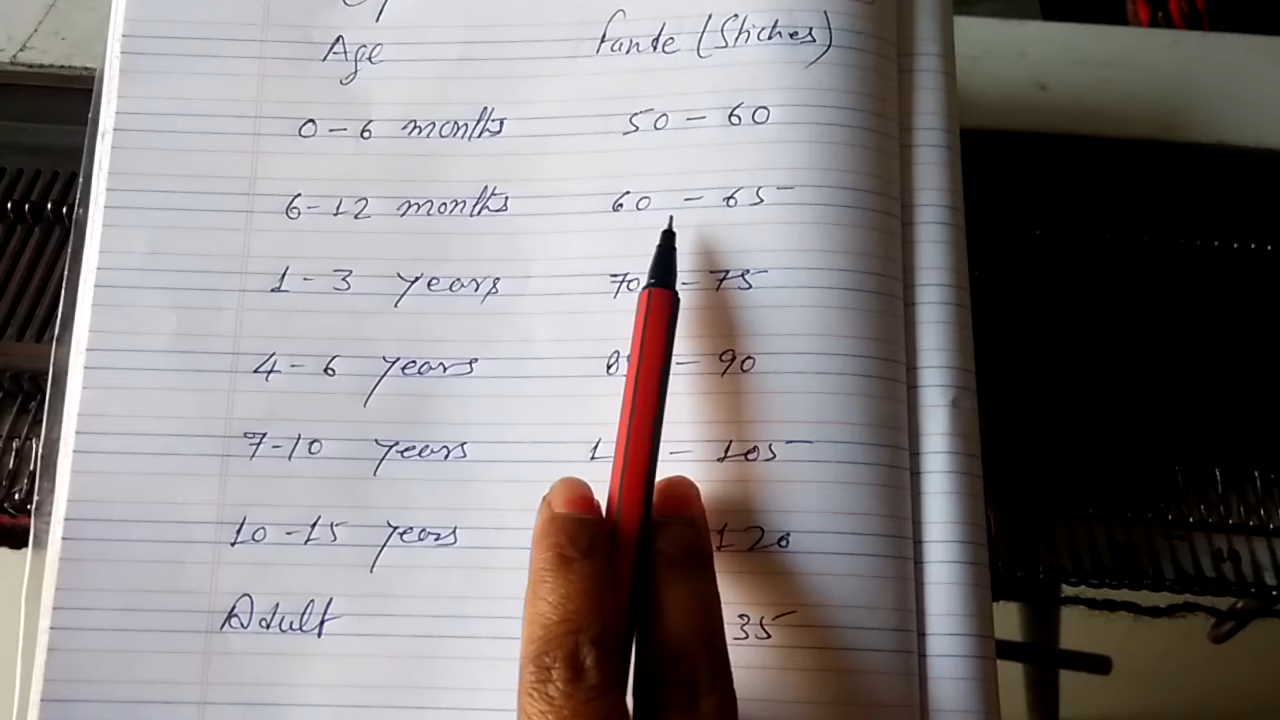 Age fande (Stiches)
0-6 months 50-60
6-12 months 60-65
1-3 years 70-75
4-6 years - 90
7-10 years - 105
10-15 years 120
Adult 35